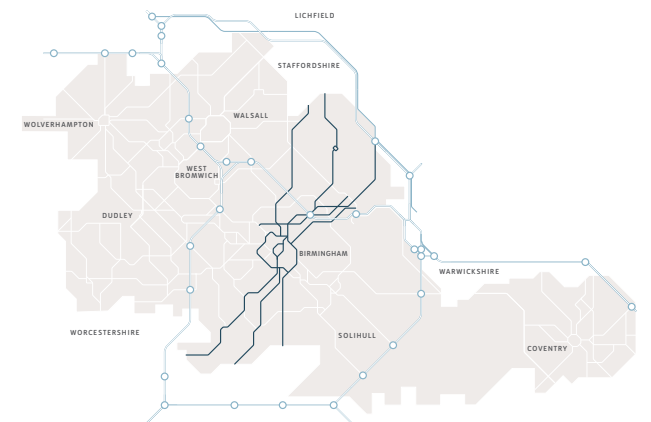 LICHFIELD
STAFFORDSHIRE
WALSALL
WOLVERHAMPTON
WEST
BROMWICH
DUDLEY
BIRMINGHAM
WARWICKSHIRE
WORCESTERSHIRE
SOLIHULL
COVENTRY